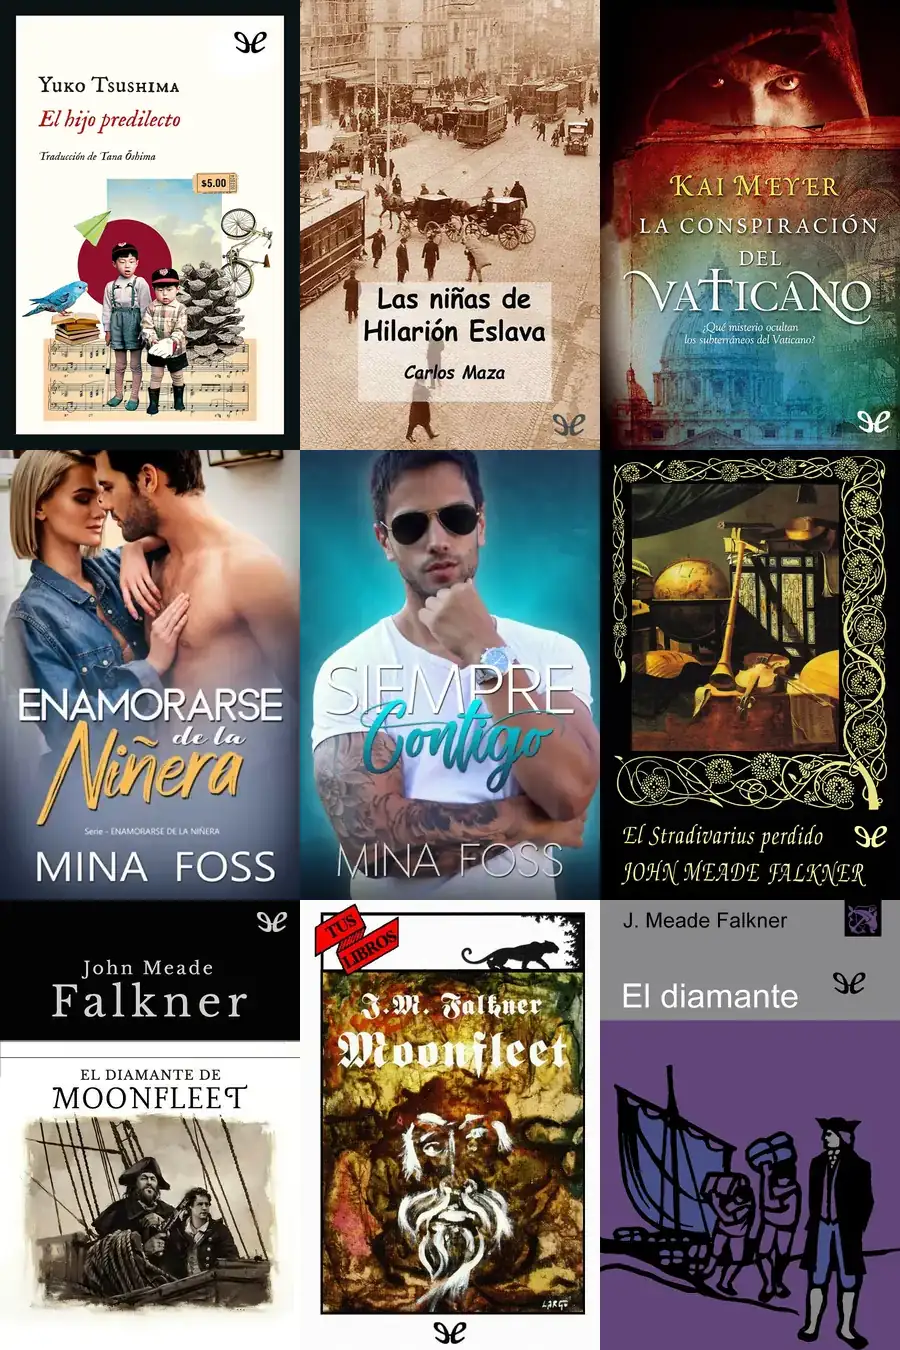 Yuko Tsushima
El hijo predilecto
Traducción de Tana Ōshima
$5.00
Las niñas de
Hilarión Eslava
Carlos Maza
KAI MEYER
LA CONSPIRACIÓN
DEL
VATICANO
¿Qué misterio ocultan
los subterráneos del Vaticano?
ENAMORARSE
de la
Niñera
Serie - ENAMORARSE DE LA NIÑERA
MINA FOSS
SIEMPRE
Contigo
MINA FOSS
El Stradivarius perdido
JOHN MEADE FALKNER
John Meade
Falkner
EL DIAMANTE DE
MOONFLEET
TUS
LIBROS
J.M. Falkner
Moonfleet
LARGO
J. Meade Falkner
El diamante